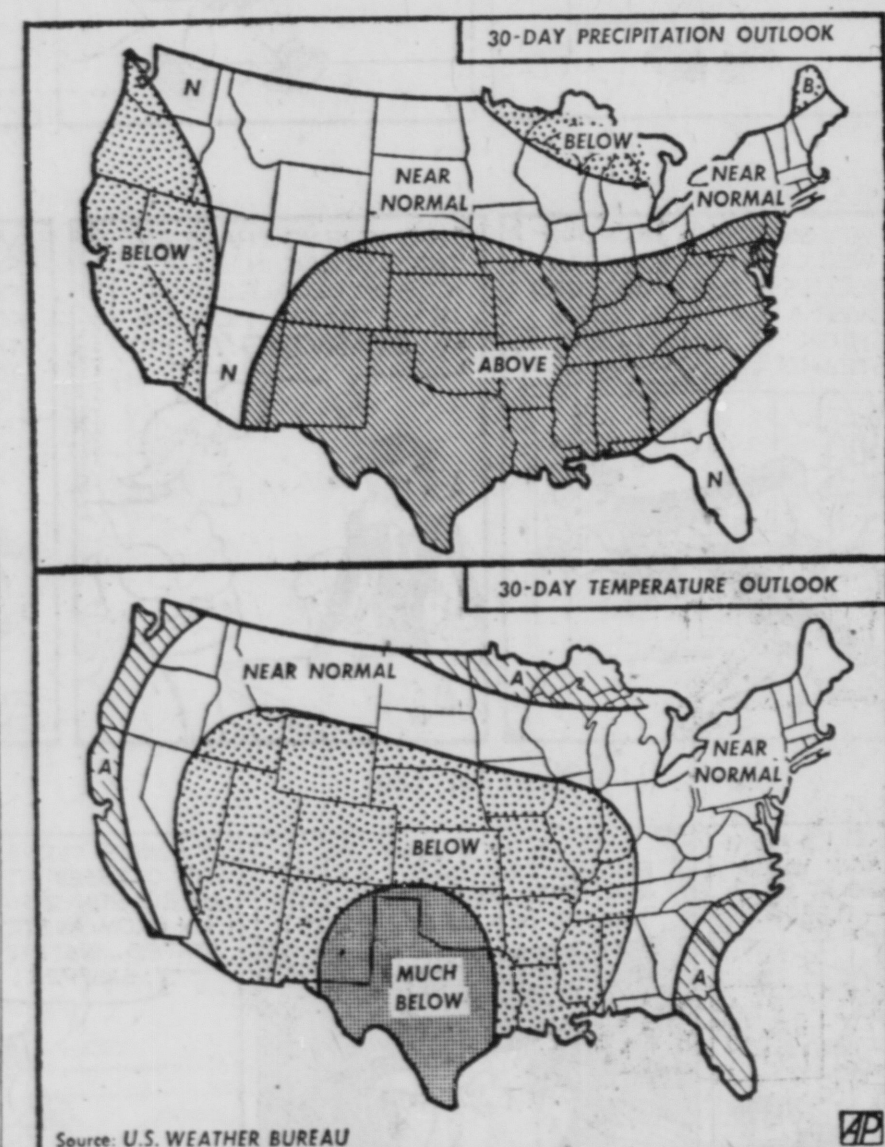 30-DAY PRECIPITATION OUTLOOK
N
B
BELOW
NEAR
NORMAL
NEAR
NORMAL
BELOW
ABOVE
N
N
30-DAY TEMPERATURE OUTLOOK
NEAR NORMAL
A
NEAR
NORMAL
A
BELOW
MUCH
BELOW
A
Source: U.S. WEATHER BUREAU
AP